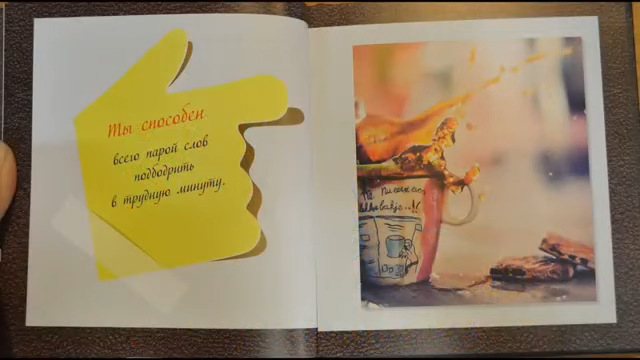 Ты способен
всего парой слов
подбодрить
в трудную минуту.